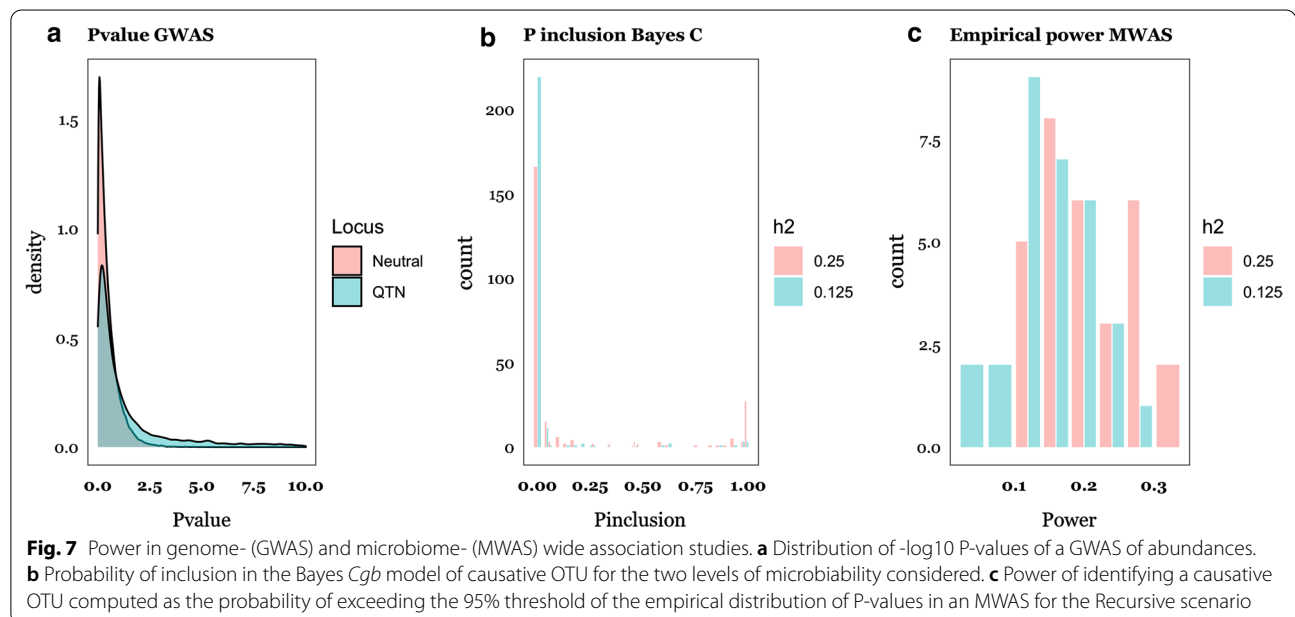 a Pvalue GWAS
density
1.5
1.0
0.5
0.0
0.0 2.5 5.0 7.5 10.0
Pvalue
Locus
Neutral
QTN
b P inclusion Bayes C
count
200
150
100
50
0
0.00 0.25 0.50 0.75 1.00
Pinclusion
h2
0.25
0.125
c Empirical power MWAS
count
7.5
5.0
2.5
0.0
0.1 0.2 0.3
Power
h2
0.25
0.125
Fig. 7 Power in genome- (GWAS) and microbiome- (MWAS) wide association studies. a Distribution of -log10 P-values of a GWAS of abundances.
b Probability of inclusion in the Bayes Cgb model of causative OTU for the two levels of microbiability considered. c Power of identifying a causative
OTU computed as the probability of exceeding the 95% threshold of the empirical distribution of P-values in an MWAS for the Recursive scenario